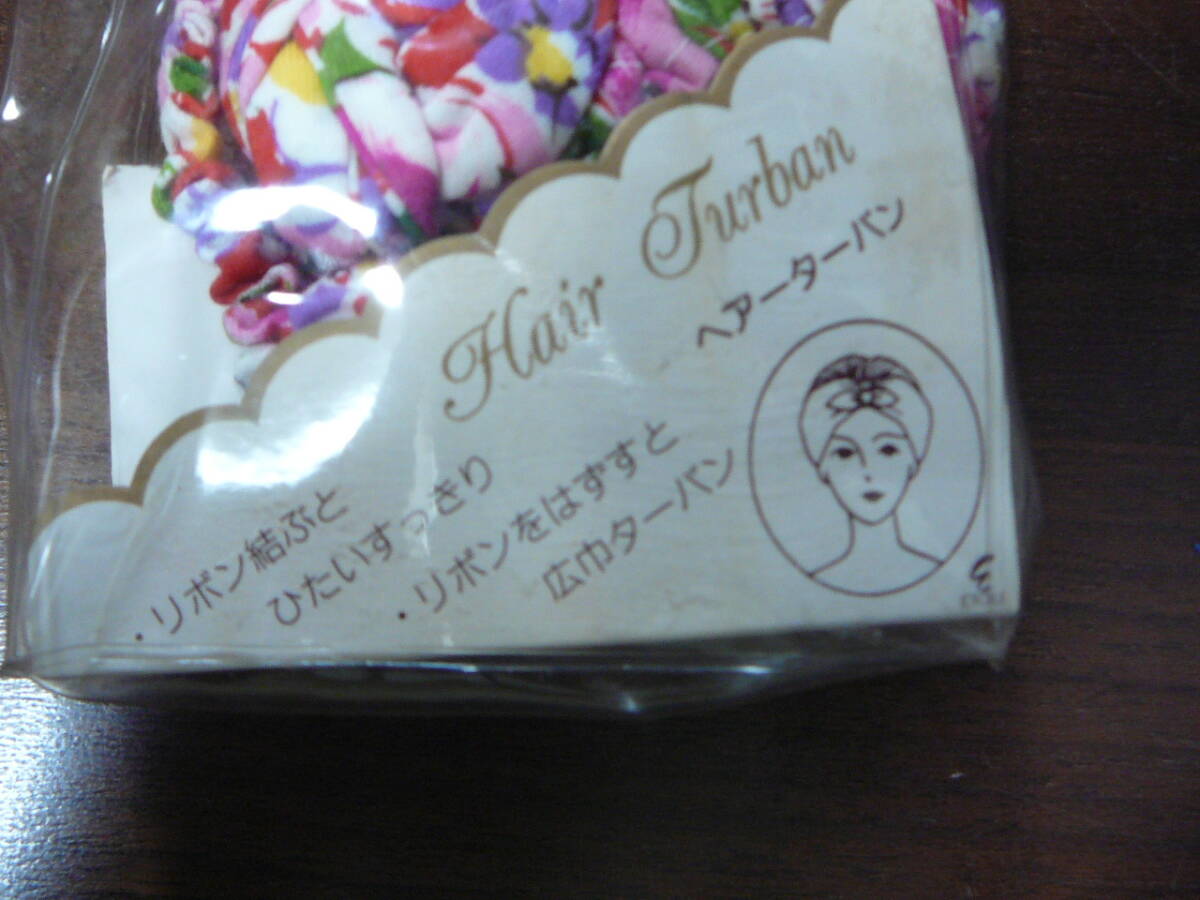 Hair Turban
ヘアーターバン
・リボン結ぶと
ひたいすっきり
・リボンをはずすと
広巾ターバン